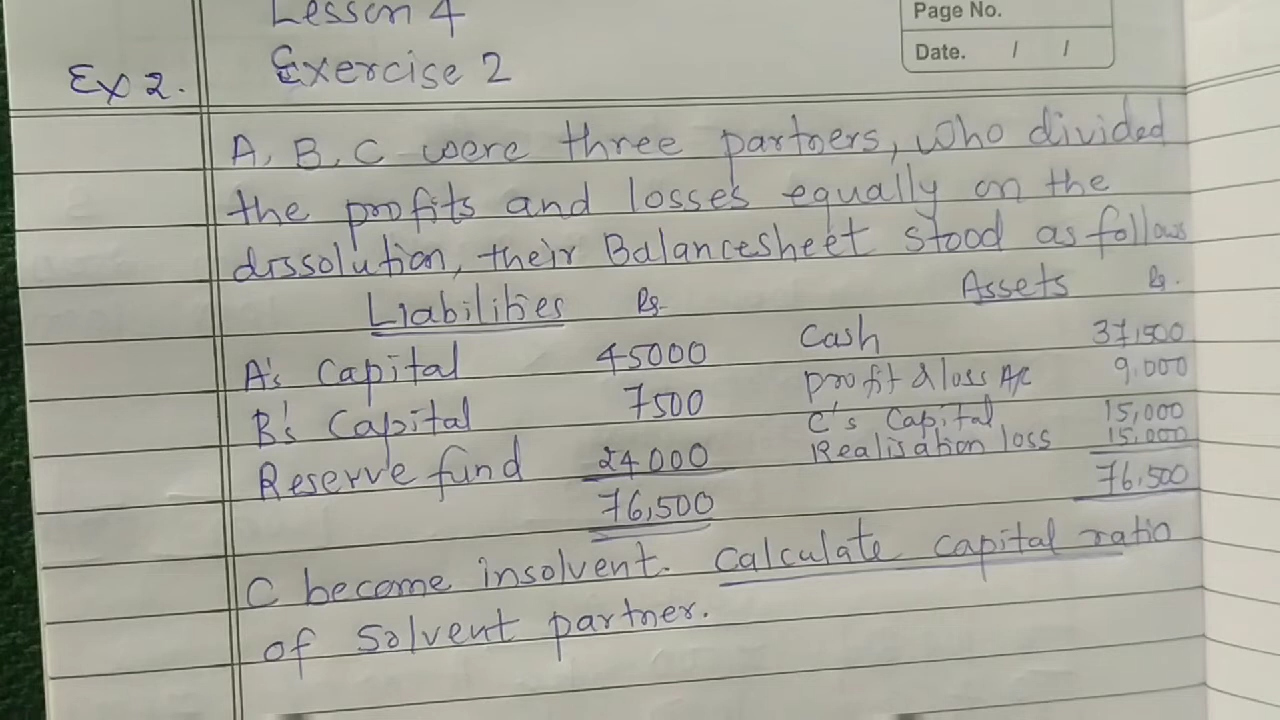 Lesson 4
Page No.
Ex 2. Exercise 2
Date. / /
A, B, C were three partners, who divided
the profits and losses equally on the
dissolution, their Balancesheet stood as follows
Liabilities Rs. Assets Rs.
A's Capital 45000 Cash 37,500
B's Capital 7500 profit & loss A/c 9.000
C's Capital 15,000
Reserve fund 24000 Realisation loss 15,000
76,500 76,500
C become insolvent. Calculate capital ratio
of solvent partner.